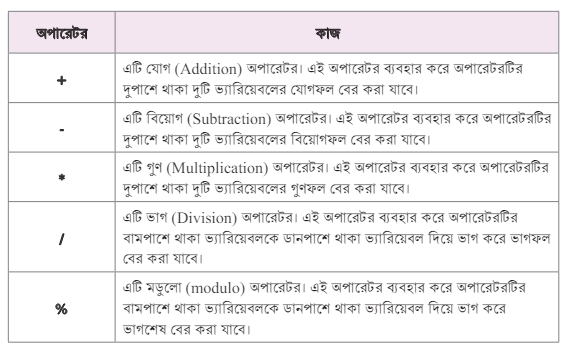 অপারেটর কাজ
+ এটি যোগ (Addition) অপারেটর। এই অপারেটর ব্যবহার করে অপারেটরটির
দুপাশে থাকা দুটি ভ্যারিয়েবলের যোগফল বের করা যাবে।
- এটি বিয়োগ (Subtraction) অপারেটর। এই অপারেটর ব্যবহার করে অপারেটরটির
দুপাশে থাকা দুটি ভ্যারিয়েবলের বিয়োগফল বের করা যাবে।
* এটি গুণ (Multiplication) অপারেটর। এই অপারেটর ব্যবহার করে অপারেটরটির
দুপাশে থাকা দুটি ভ্যারিয়েবলের গুণফল বের করা যাবে।
এটি ভাগ (Division) অপারেটর। এই অপারেটর ব্যবহার করে অপারেটরটির
/ বামপাশে থাকা ভ্যারিয়েবলকে ডানপাশে থাকা ভ্যারিয়েবল দিয়ে ভাগ করে ভাগফল
বের করা যাবে।
এটি মডুলো (modulo) অপারেটর। এই অপারেটর ব্যবহার করে অপারেটরটির
% বামপাশে থাকা ভ্যারিয়েবলকে ডানপাশে থাকা ভ্যারিয়েবল দিয়ে ভাগ করে
ভাগশেষ বের করা যাবে।